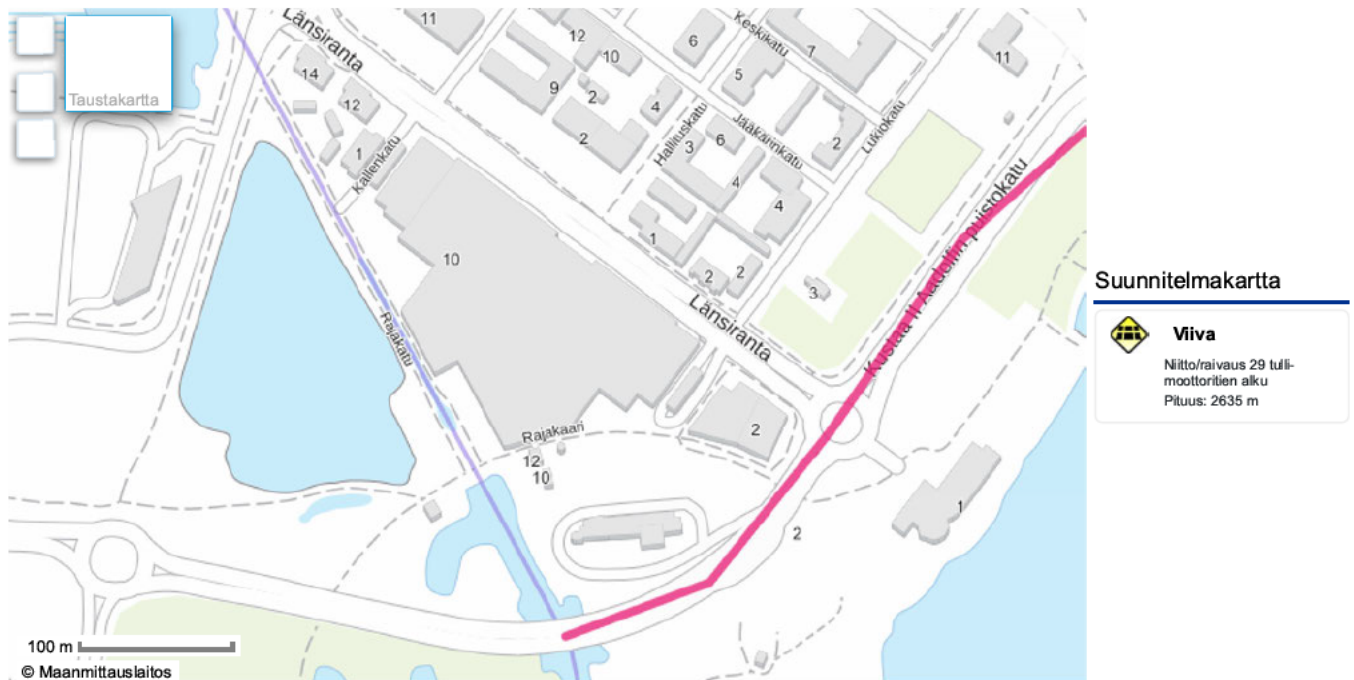 Taustakartta
Länsiranta
11
12
10
6
Keskikatu
7
11
14
12
9
2
4
5
Jääkärinkatu
Lukiokatu
2
Hallituskatu
3
6
2
1
Kallenkatu
4
4
1
2
2
3
10
Länsiranta
Kustaa II Aadolfin puistokatu
Rajakatu
Rajakaari
2
12
10
1
2
100 m
© Maanmittauslaitos
Suunnitelmakartta
Viiva
Niitto/raivaus 29 tulli-
moottoritien alku
Pituus: 2635 m